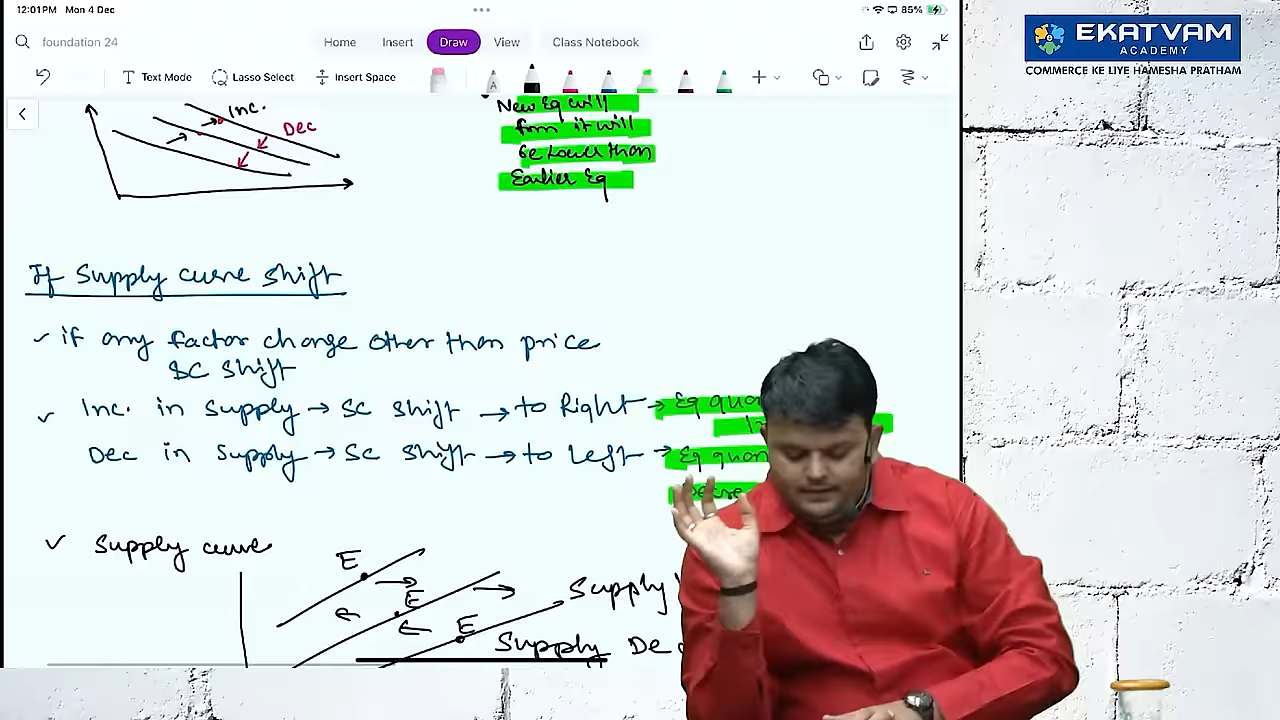 12:01PM Mon 4 Dec
85%
foundation 24
Home Insert Draw View Class Notebook
Text Mode Lasso Select Insert Space
EKATVAM
ACADEMY
COMMERCE KE LIYE HAMESHA PRATHAM
Inc.
Dec
New Eq will
form it will
be Lower than
Earlier Eq
If Supply curve shift
if any factor change other than price
SC shift
Inc. in supply → SC shift → to Right → Eq quan
In
Dec in supply → SC shift → to Left → Eq quan
Decre
Supply curve
E
E
E
Supply
Supply De